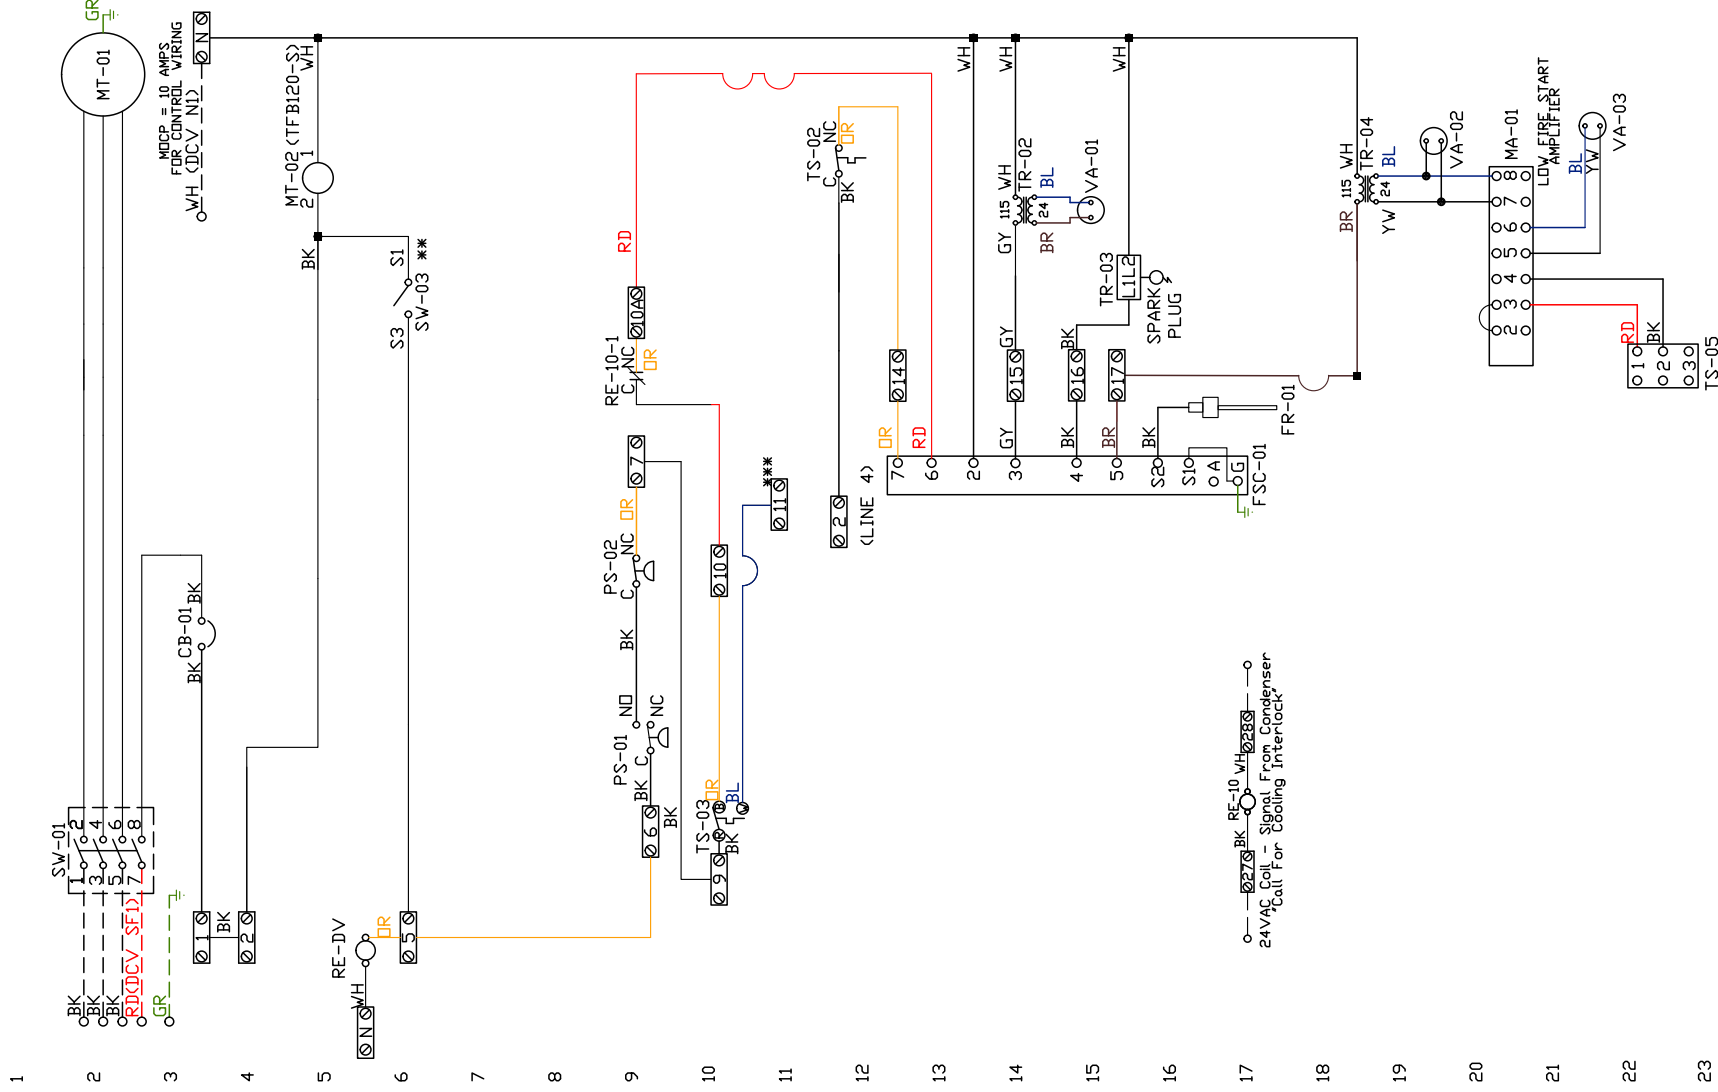 1
2
3
4
5
6
7
8
9
10
11
12
13
14
15
16
17
18
19
20
21
22
23
GR
MT-01
MOCP = 10 AMPS
FOR CONTROL WIRING
WH (DCV N1)
N
SW-01
1 2
3 4
5 6
7 8
BK
BK
BK
RD(DCV SF1)
GR
BK CB-01 BK
1
BK
2
MT-02 (TFB120-S)
2 1
WH
BK
S3 S1
SW-03 **
RE-DV
WH
OR
N
5
PS-01
BK C
NO
NC
6
BK
BK
PS-02
C NC
OR
7
RE-10-1
C NC
OR
10A
RD
TS-03
R B
W
BK
OR
BL
9
10
11
***
TS-02
C NC
BK
OR
2
(LINE 4)
OR
14
RD
WH
WH
WH
GY
15
GY
GY
WH
115
24
TR-02
BR
BL
VA-01
BK
16
BK
TR-03
L1L2
SPARK
PLUG
BR
17
BK
FR-01
7
6
2
3
4
5
S2
S1
A
G
FSC-01
BR
115
WH
24
TR-04
YW
BL
VA-02
MA-01
8
7
6
5
4
3
2
LOW FIRE START
AMPLIFIER
BL
YW
VA-03
RD
BK
1
2
3
TS-05
27 BK RE-10 WH 28
24VAC Coil - Signal From Condenser
"Call For Cooling Interlock"